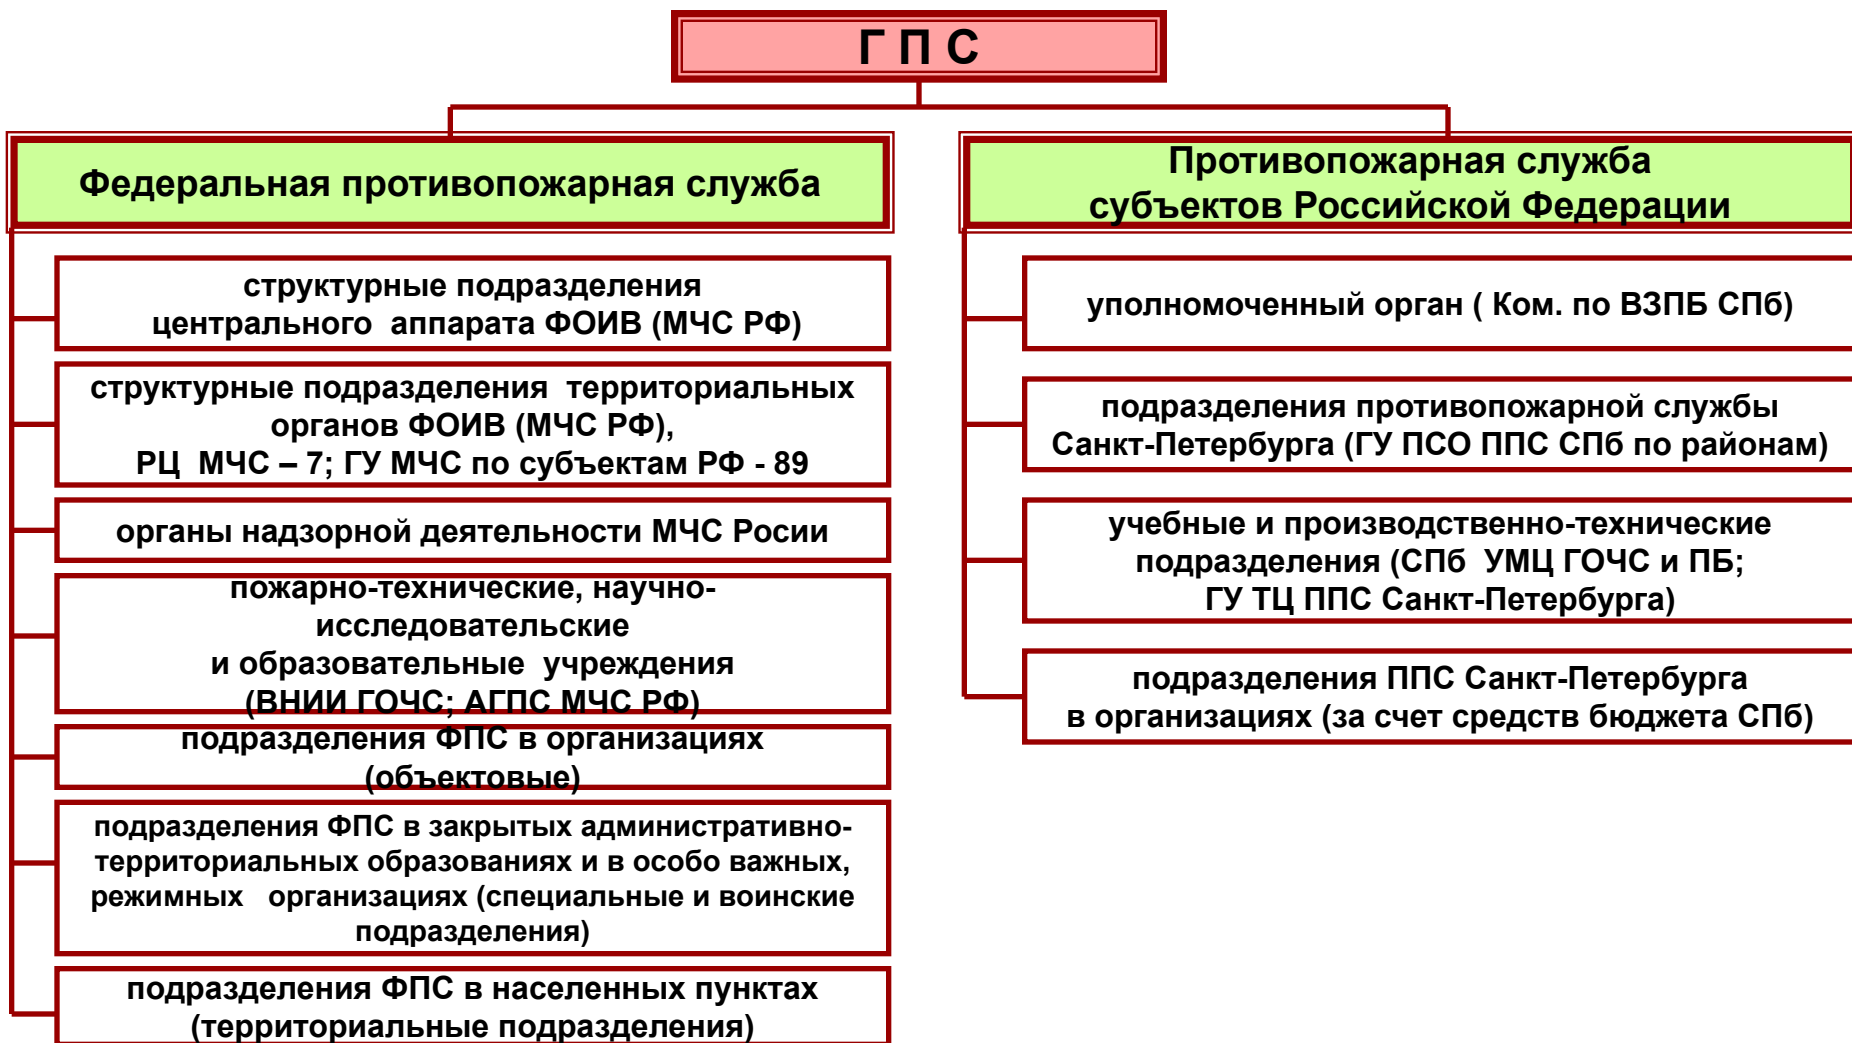 Г П С
Федеральная противопожарная служба
структурные подразделения
центрального аппарата ФОИВ (МЧС РФ)
структурные подразделения территориальных
органов ФОИВ (МЧС РФ),
РЦ МЧС – 7; ГУ МЧС по субъектам РФ - 89
органы надзорной деятельности МЧС Росии
пожарно-технические, научно-
исследовательские
и образовательные учреждения
(ВНИИ ГОЧС; АГПС МЧС РФ)
подразделения ФПС в организациях
(объектовые)
подразделения ФПС в закрытых административно-
территориальных образованиях и в особо важных,
режимных организациях (специальные и воинские
подразделения)
подразделения ФПС в населенных пунктах
(территориальные подразделения)
Противопожарная служба
субъектов Российской Федерации
уполномоченный орган ( Ком. по ВЗПБ СПб)
подразделения противопожарной службы
Санкт-Петербурга (ГУ ПСО ППС СПб по районам)
учебные и производственно-технические
подразделения (СПб УМЦ ГОЧС и ПБ;
ГУ ТЦ ППС Санкт-Петербурга)
подразделения ППС Санкт-Петербурга
в организациях (за счет средств бюджета СПб)